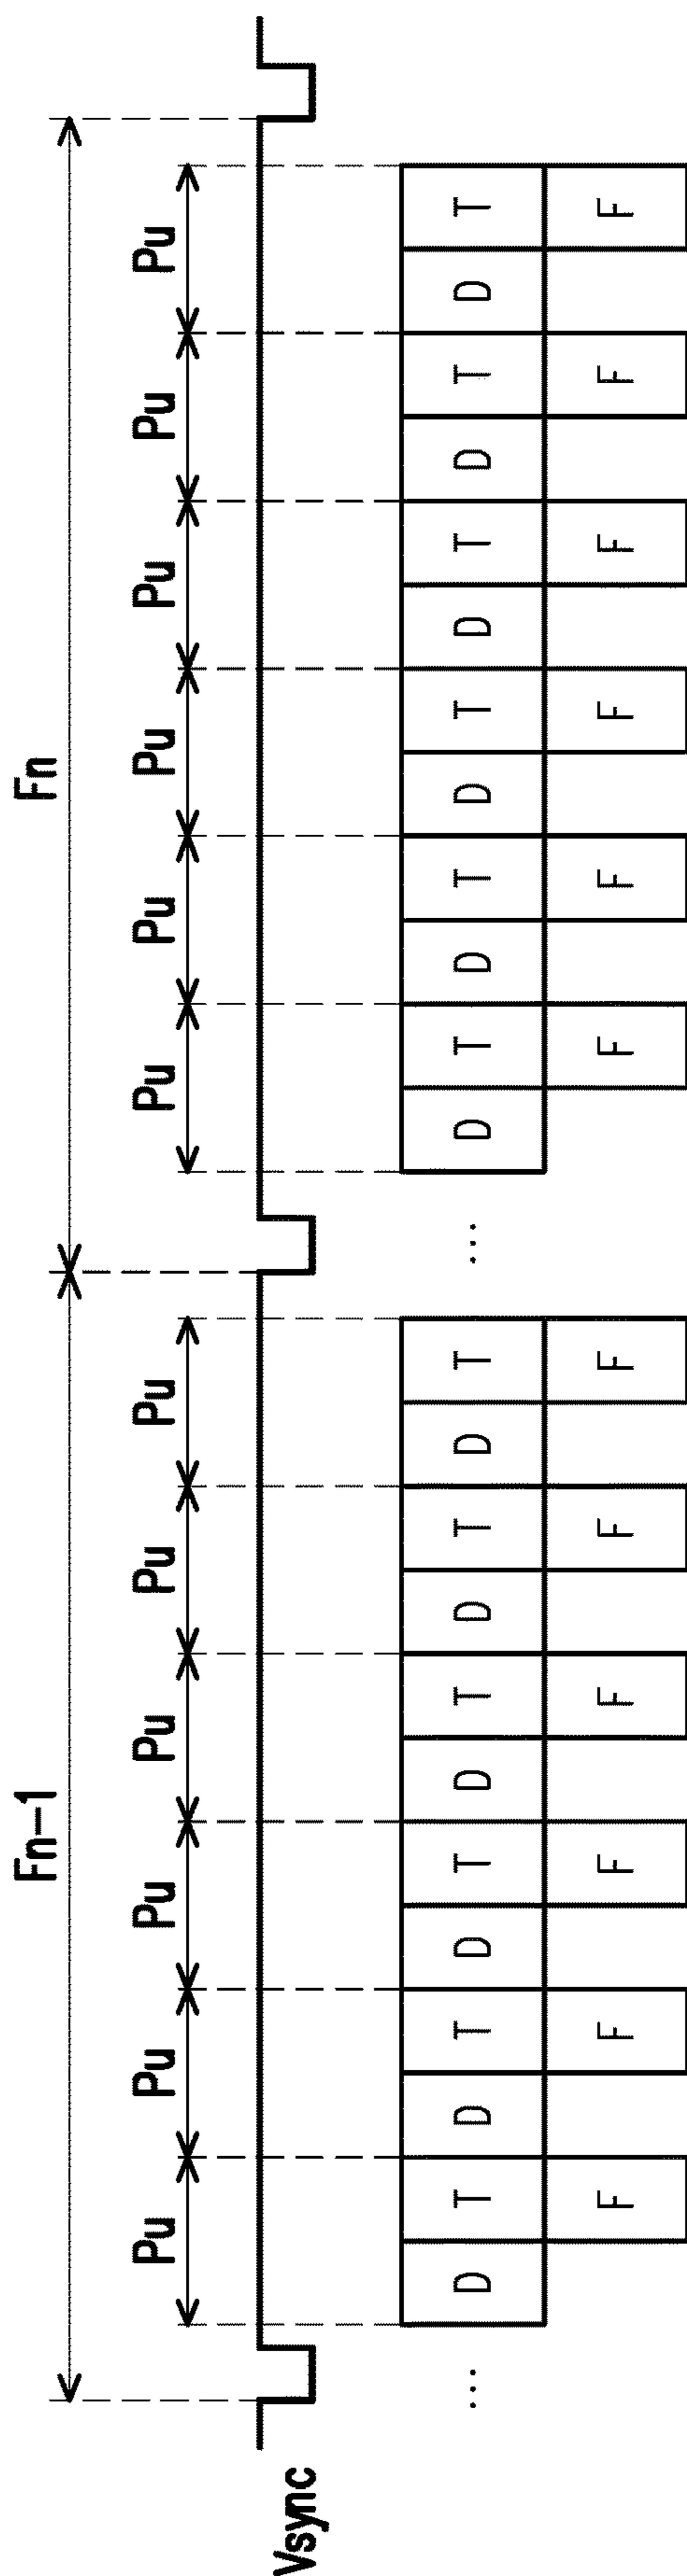 Fn-1 Fn
Pu Pu Pu Pu Pu Pu Pu Pu Pu Pu Pu Pu
Vsync
... D T D T D T D T D T D T ... D T D T D T D T D T D T
F F F F F F F F F F F F